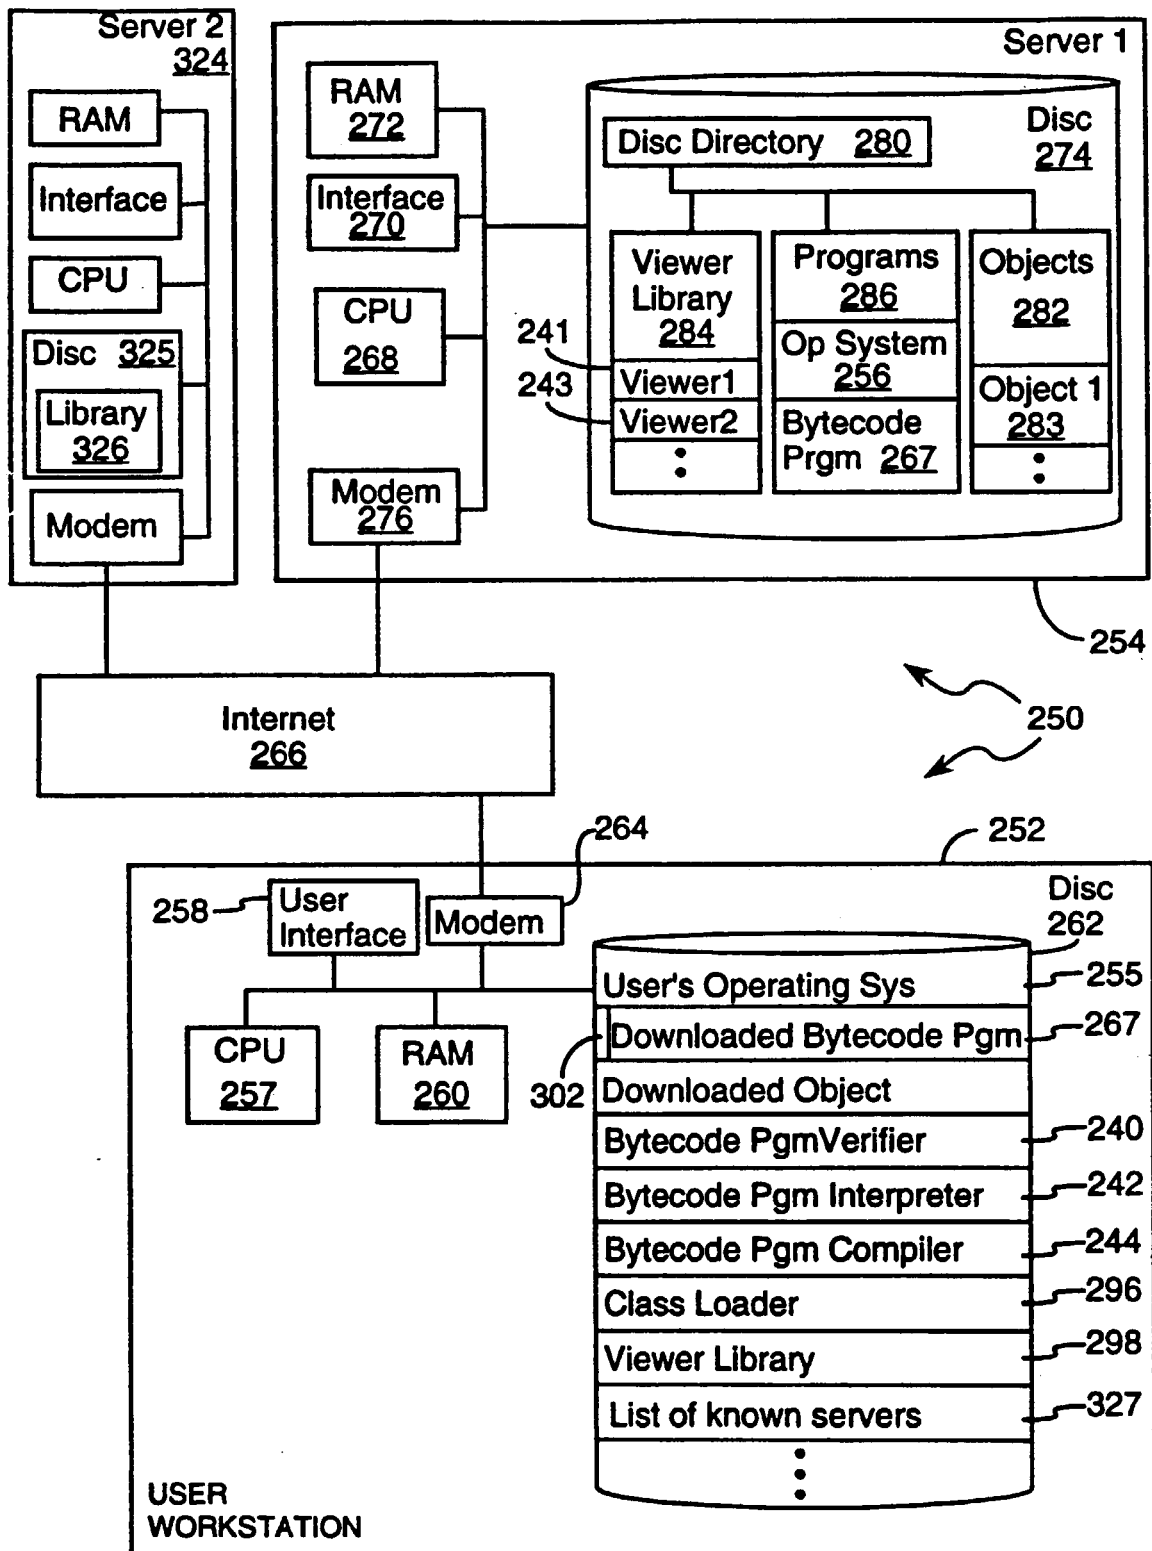 Server 2
324
RAM
Interface
CPU
Disc 325
Library
326
Modem
Server 1
RAM
272
Interface
270
CPU
268
Modem
276
Disc
274
Disc Directory 280
Viewer
Library
284
241
Viewer1
243
Viewer2
Programs
286
Op System
256
Bytecode
Prgm 267
Objects
282
Object 1
283
254
Internet
266
250
264
252
258
User
Interface
Modem
Disc
262
CPU
257
RAM
260
User's Operating Sys
255
302
Downloaded Bytecode Pgm
267
Downloaded Object
Bytecode PgmVerifier
240
Bytecode Pgm Interpreter
242
Bytecode Pgm Compiler
244
Class Loader
296
Viewer Library
298
List of known servers
327
USER
WORKSTATION